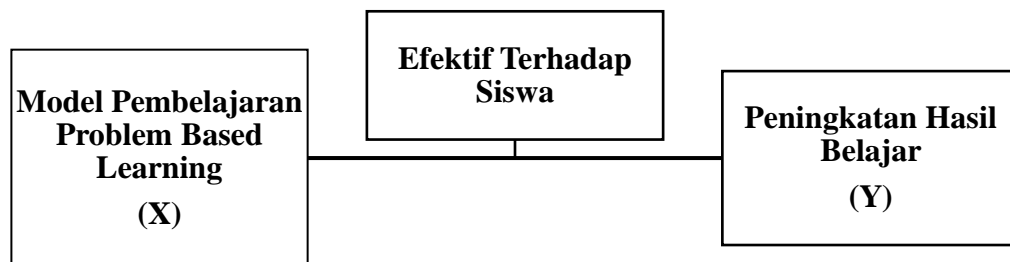 Model Pembelajaran
Problem Based
Learning
(X)
Efektif Terhadap
Siswa
Peningkatan Hasil
Belajar
(Y)